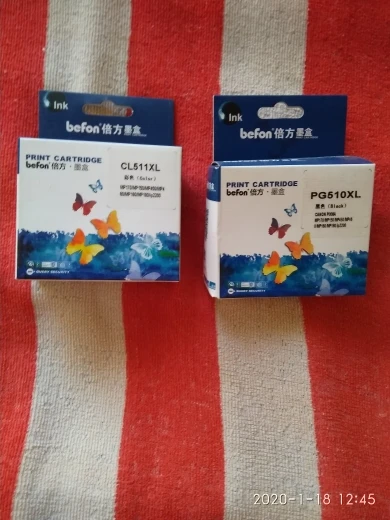 Ink
befon 倍方墨盒
PRINT CARTRIDGE
befon 倍方·墨盒
CL511XL
彩色 (Color)
Ink
befon 倍方墨盒
PRINT CARTRIDGE
befon 倍方·墨盒
PG510XL
黑色 (Black)
CANON PIXMA
2020-1-18 12:45